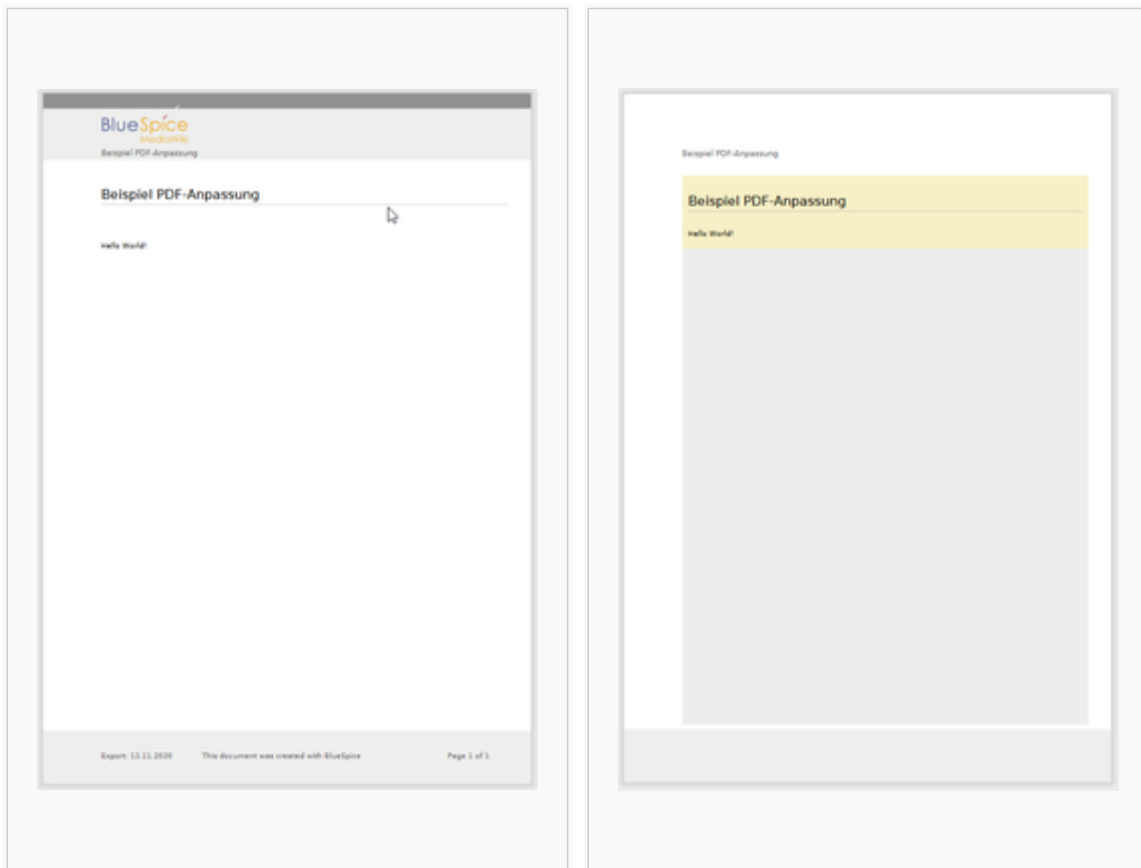 BlueSpice
MediaWiki
Beispiel PDF-Anpassung
Beispiel PDF-Anpassung
Hello World!
Export: 13.11.2020 This document was created with BlueSpice Page 1 of 1
Beispiel PDF-Anpassung
Beispiel PDF-Anpassung
Hello World!